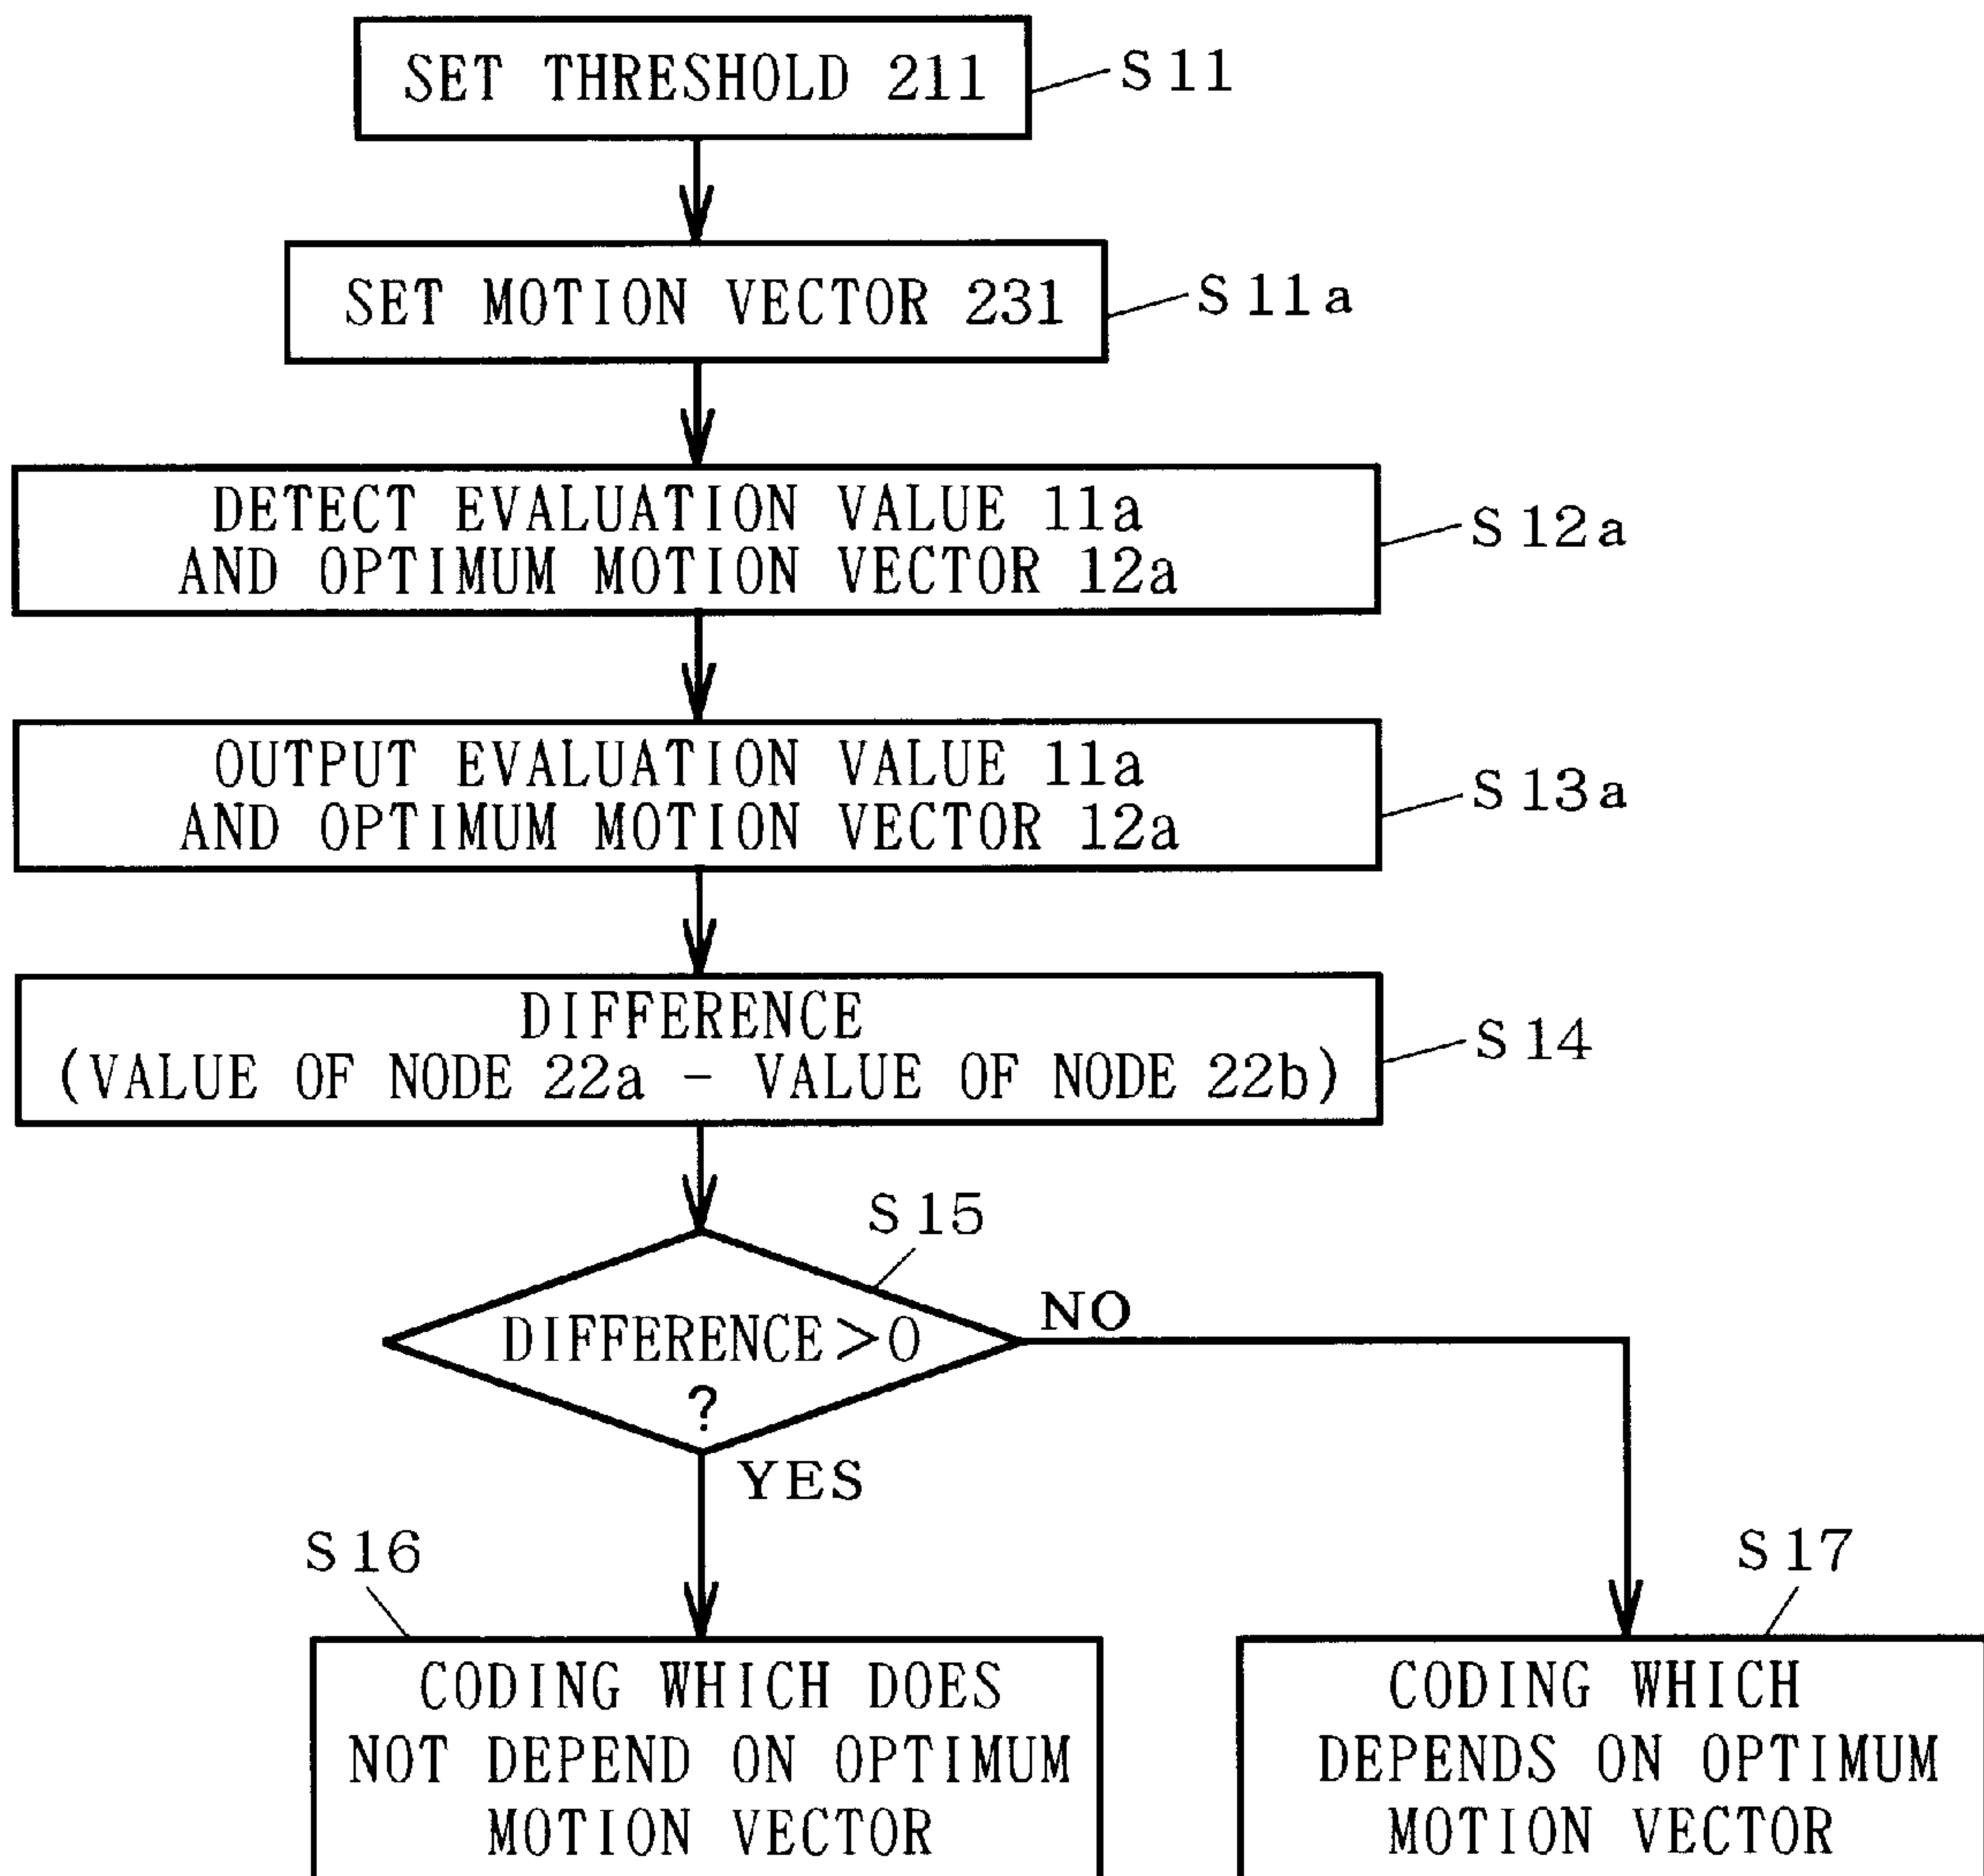 SET THRESHOLD 211
S11
SET MOTION VECTOR 231
S11a
DETECT EVALUATION VALUE 11a
AND OPTIMUM MOTION VECTOR 12a
S12a
OUTPUT EVALUATION VALUE 11a
AND OPTIMUM MOTION VECTOR 12a
S13a
DIFFERENCE
(VALUE OF NODE 22a - VALUE OF NODE 22b)
S14
S15
DIFFERENCE>0
?
NO
YES
S16
CODING WHICH DOES
NOT DEPEND ON OPTIMUM
MOTION VECTOR
S17
CODING WHICH
DEPENDS ON OPTIMUM
MOTION VECTOR